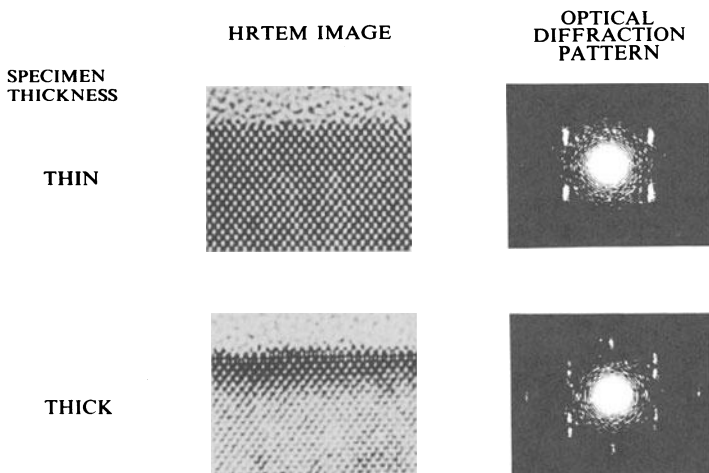 HRTEM IMAGE
OPTICAL
DIFFRACTION
PATTERN
SPECIMEN
THICKNESS
THIN
THICK